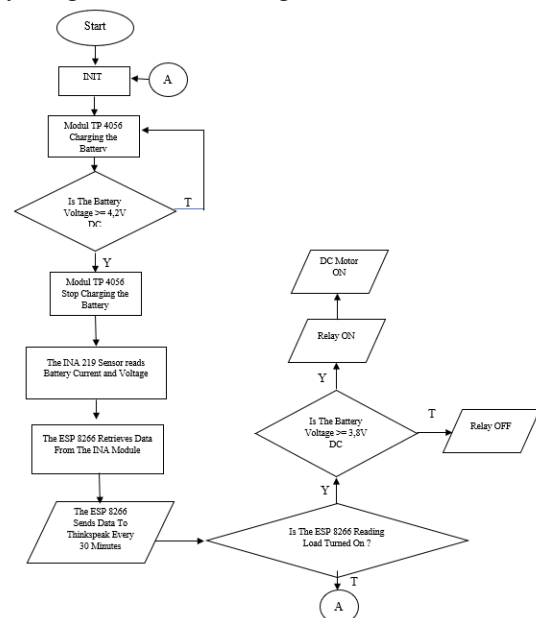 Start
INIT
A
Modul TP 4056
Charging the
Battery
T
Is The Battery
Voltage >= 4,2V
DC
Y
Modul TP 4056
Stop Charging the
Battery
The INA 219 Sensor reads
Battery Current and Voltage
The ESP 8266 Retrieves Data
From The INA Module
The ESP 8266
Sends Data To
Thinkspeak Every
30 Minutes
DC Motor
ON
Relay ON
Y
Is The Battery
Voltage >= 3,8V
DC
T
Relay OFF
Y
Is The ESP 8266 Reading
Load Turned On ?
T
A